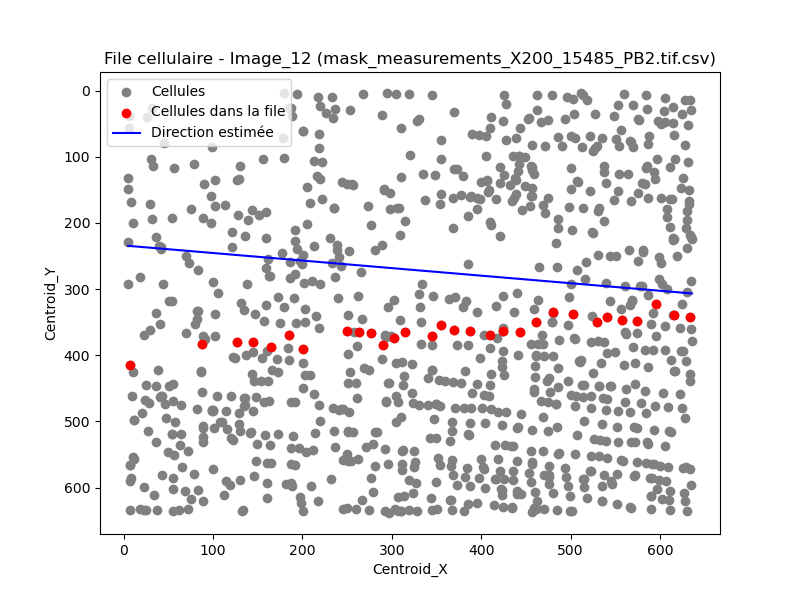 File cellulaire - Image_12 (mask_measurements_X200_15485_PB2.tif.csv)
Cellules
Cellules dans la file
Direction estimée
0
100
200
300
400
500
600
Centroid_Y
0 100 200 300 400 500 600
Centroid_X